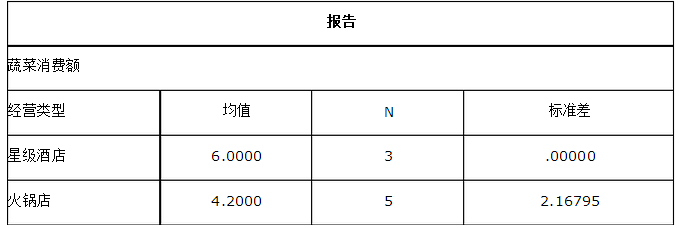 报告
蔬菜消费额
经营类型 均值 N 标准差
星级酒店 6.0000 3 .00000
火锅店 4.2000 5 2.16795